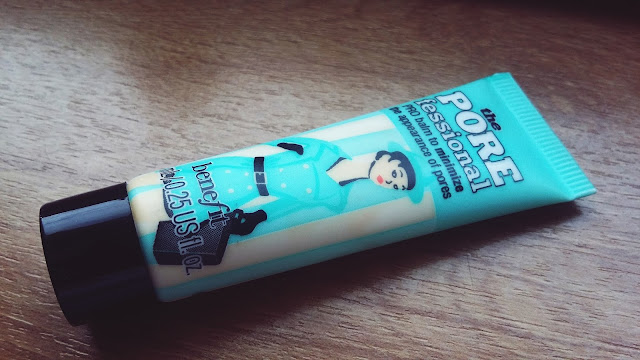 the
PORE
fessional
PRO balm to minimize
the appearance of pores
benefit
0.25 US fl. oz.